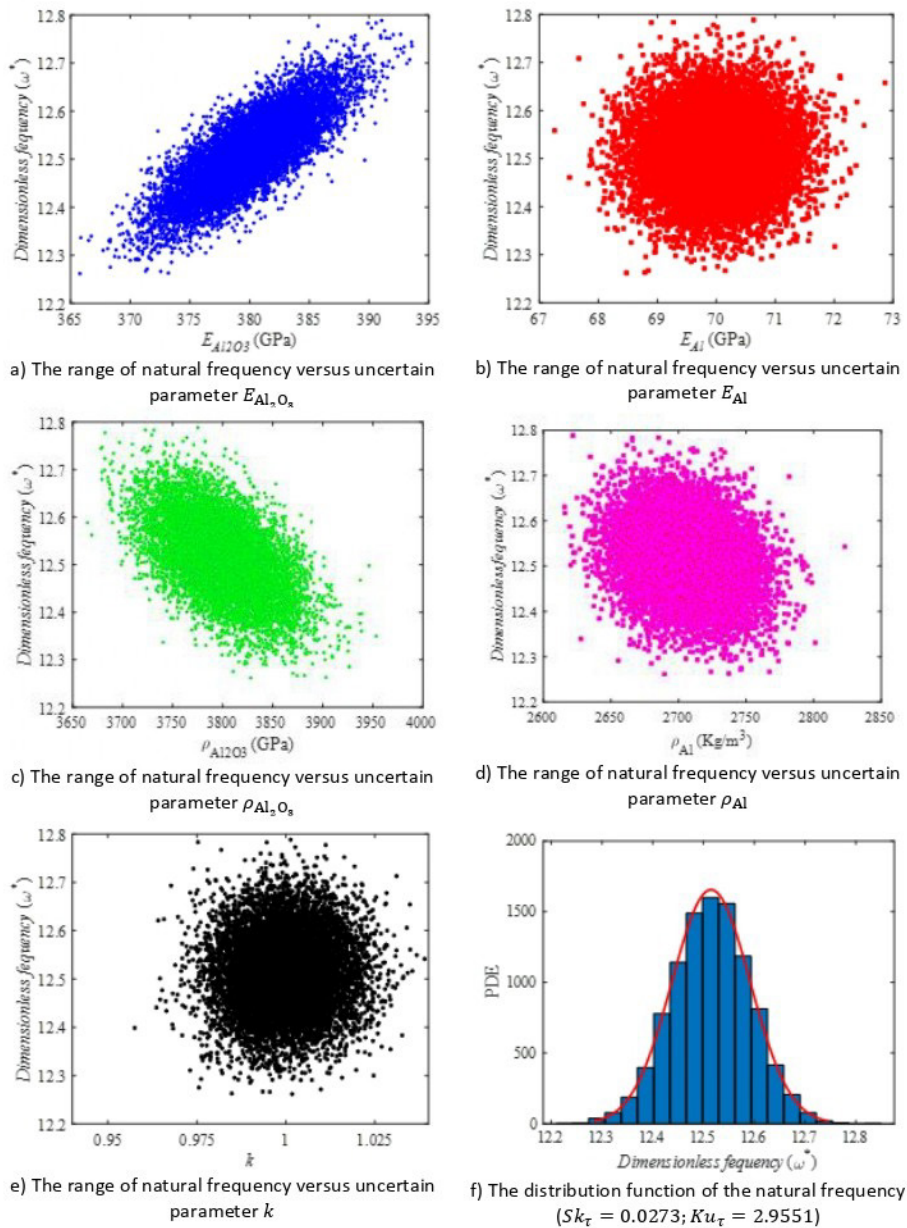 12.8
12.7
12.6
12.5
12.4
12.3
12.2
Dimensionless fequency (ω*)
365 370 375 380 385 390 395
E_Al2O3 (GPa)
a) The range of natural frequency versus uncertain
parameter E_Al₂O₃
12.8
12.7
12.6
12.5
12.4
12.3
12.2
Dimensionless fequency (ω*)
67 68 69 70 71 72 73
E_Al (GPa)
b) The range of natural frequency versus uncertain
parameter E_Al
12.8
12.7
12.6
12.5
12.4
12.3
12.2
Dimensionless fequency (ω*)
3650 3700 3750 3800 3850 3900 3950 4000
ρ_Al2O3 (GPa)
c) The range of natural frequency versus uncertain
parameter ρ_Al₂O₃
12.8
12.7
12.6
12.5
12.4
12.3
12.2
Dimensionless fequency (ω*)
2600 2650 2700 2750 2800 2850
ρ_Al (Kg/m³)
d) The range of natural frequency versus uncertain
parameter ρ_Al
12.8
12.7
12.6
12.5
12.4
12.3
12.2
Dimensionless fequency (ω*)
0.95 0.975 1 1.025
k
e) The range of natural frequency versus uncertain
parameter k
2000
1500
1000
500
0
PDE
12.2 12.3 12.4 12.5 12.6 12.7 12.8
Dimensionless fequency (ω*)
f) The distribution function of the natural frequency
(Sk_τ = 0.0273; Ku_τ = 2.9551)